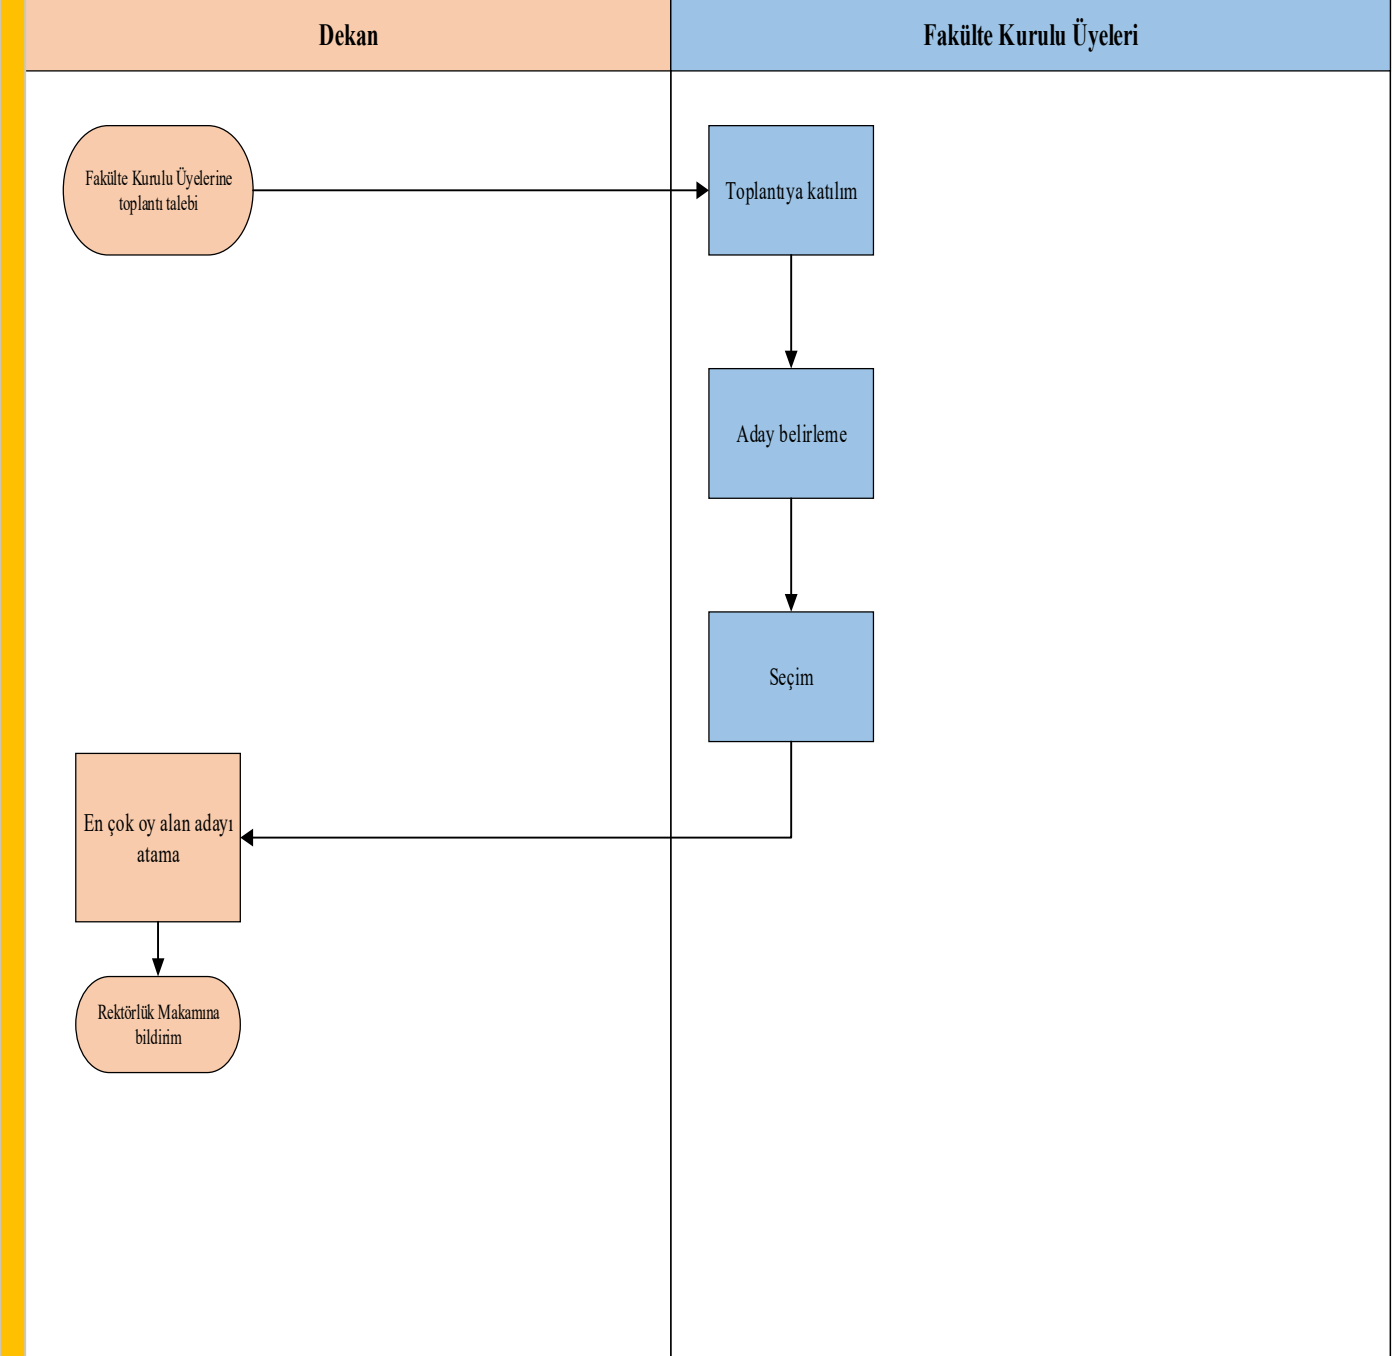 Dekan
Fakülte Kurulu Üyeleri
Fakülte Kurulu Üyelerine
toplantı talebi
Toplantıya katılım
Aday belirleme
Seçim
En çok oy alan adayı
atama
Rektörlük Makamına
bildirim